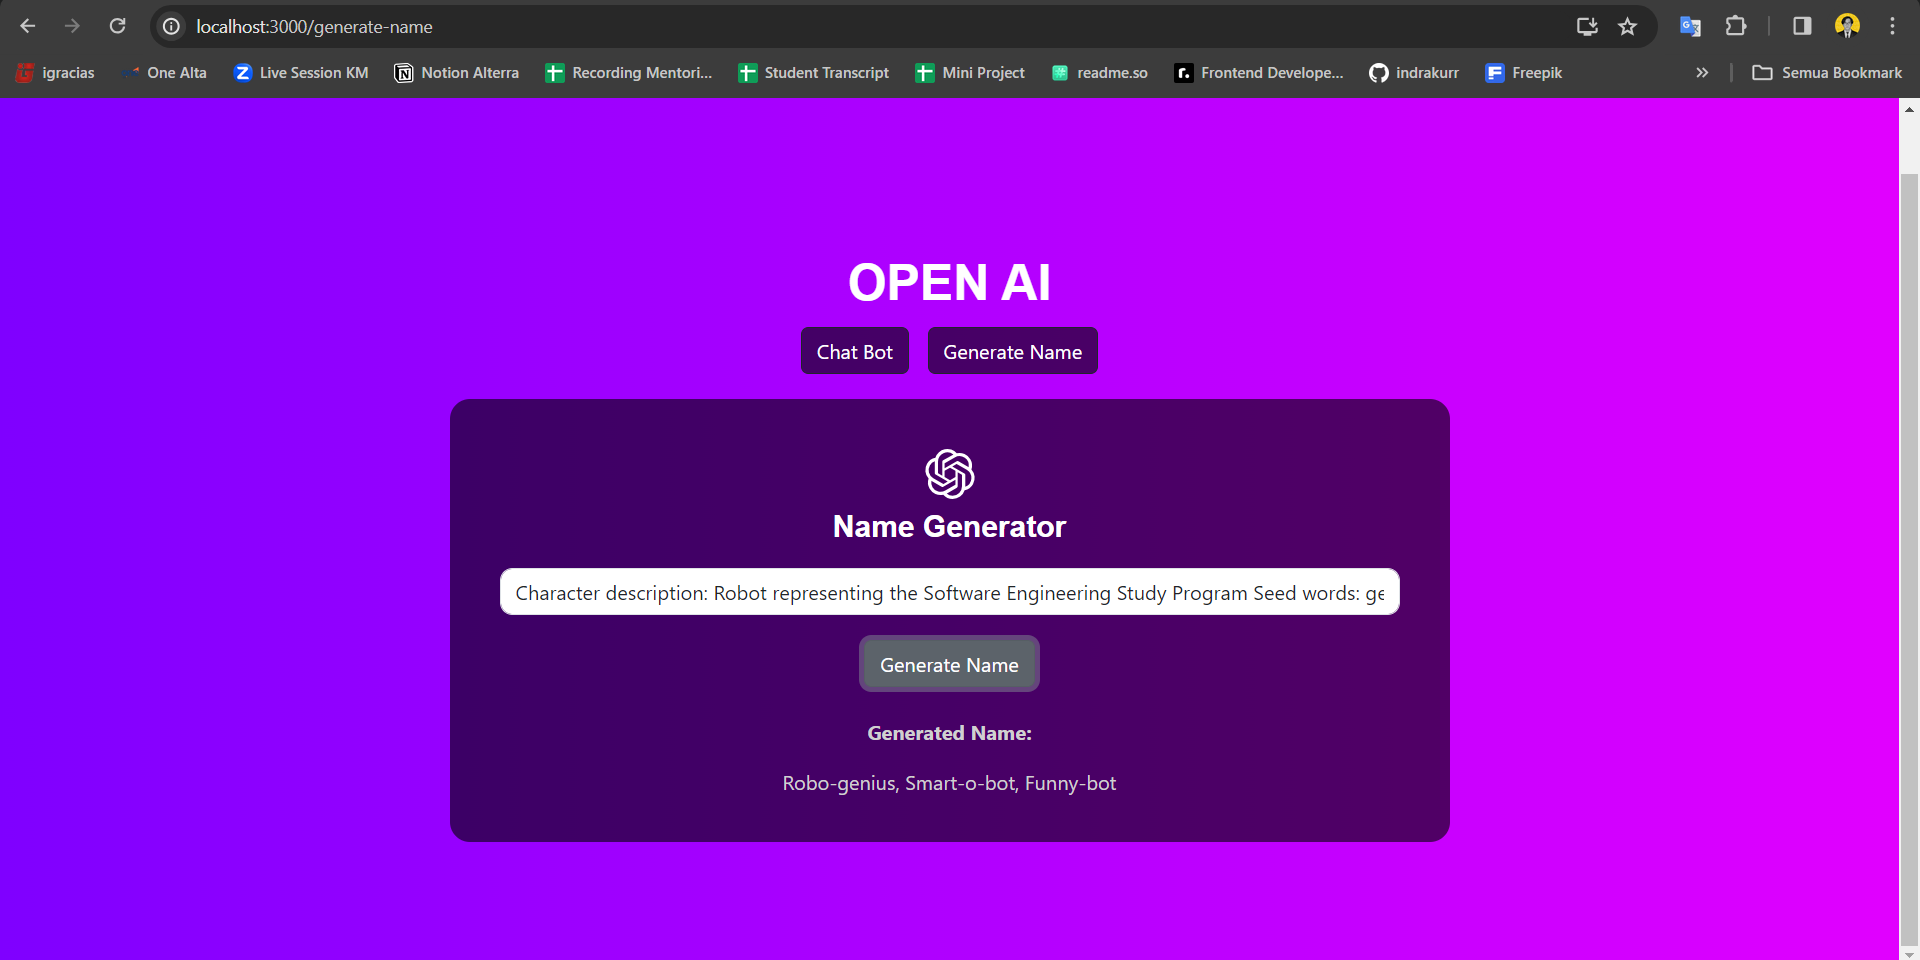 localhost:3000/generate-name
igracias One Alta Live Session KM Notion Alterra Recording Mentori... Student Transcript Mini Project readme.so Frontend Develope... indrakurr Freepik » Semua Bookmark
OPEN AI
Chat Bot Generate Name
Name Generator
Character description: Robot representing the Software Engineering Study Program Seed words: ge
Generate Name
Generated Name:
Robo-genius, Smart-o-bot, Funny-bot